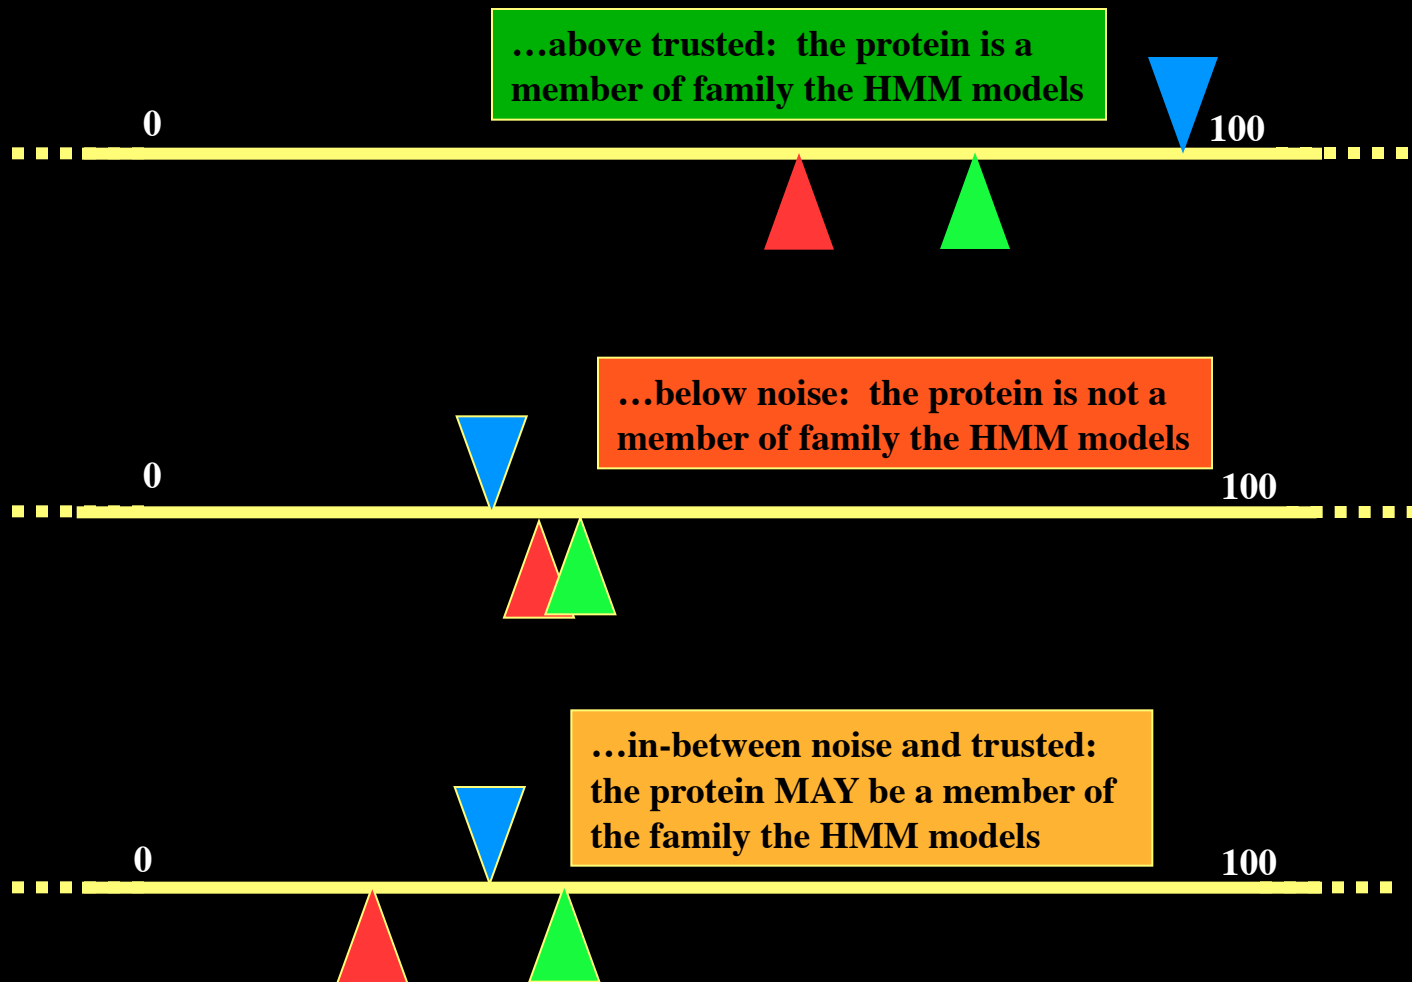 …above trusted:  the protein is a
member of family the HMM models
0
100
…below noise:  the protein is not a
member of family the HMM models
0
100
…in-between noise and trusted:
the protein MAY be a member of
the family the HMM models
0
100